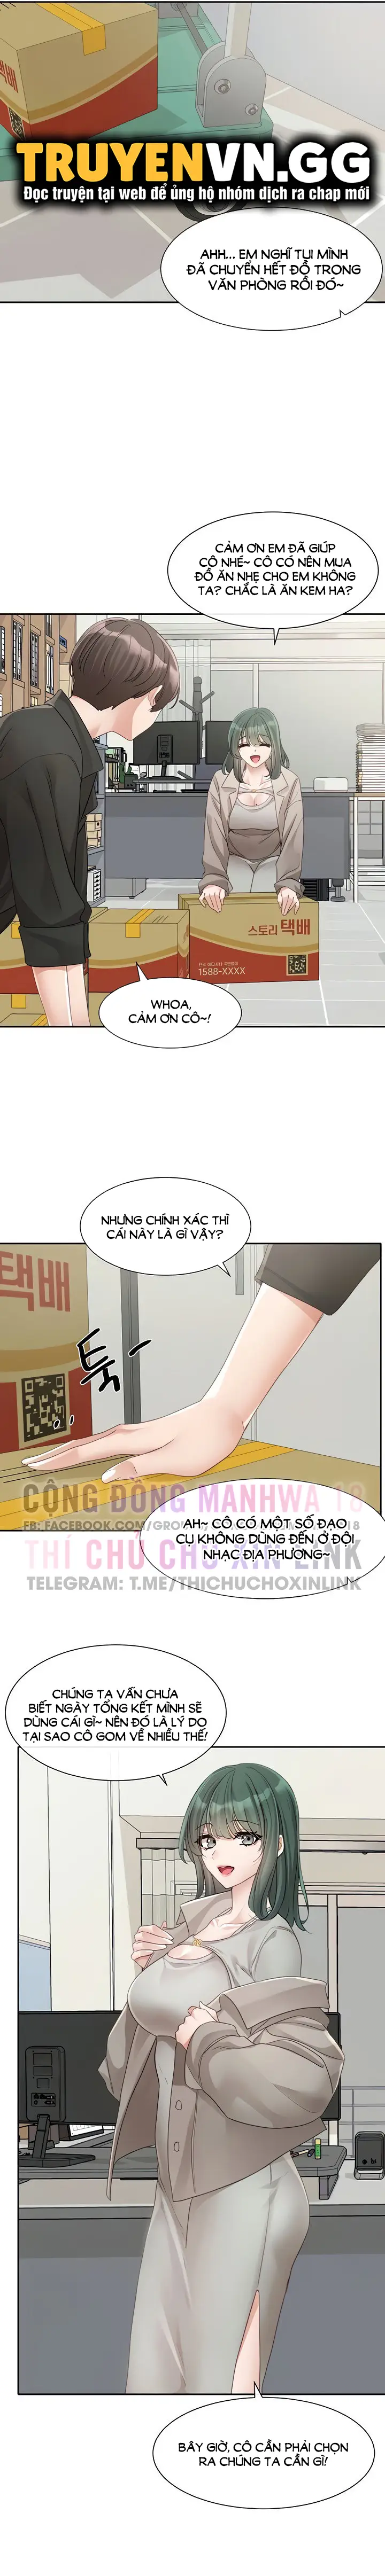 TRUYENVN.GG
Đọc truyện tại web để ủng hộ nhóm dịch ra chap mới
AHH... EM NGHĨ TỤI MÌNH
ĐÃ CHUYỂN HẾT ĐỒ TRONG
VĂN PHÒNG RỒI ĐÓ~
CẢM ƠN EM ĐÃ GIÚP
CÔ NHÉ~ CÔ CÓ NÊN MUA
ĐỒ ĂN NHẸ CHO EM KHÔNG
TA? CHẮC LÀ ĂN KEM HA?
스토리 택배
1588-XXXX
WHOA,
CẢM ƠN CÔ~!
NHƯNG CHÍNH XÁC THÌ
CÁI NÀY LÀ GÌ VẬY?
택배
툭
CỘNG ĐỒNG MANHWA 18
AH~ CÔ CÓ MỘT SỐ ĐẠO
CỤ KHÔNG DÙNG ĐẾN Ở ĐỘI
NHẠC ĐỊA PHƯƠNG~
TELEGRAM: T.ME/THICHUCHOXINLINK
CHÚNG TA VẪN CHƯA
BIẾT NGÀY TỔNG KẾT MÌNH SẼ
DÙNG CÁI GÌ~ NÊN ĐÓ LÀ LÝ DO
TẠI SAO CÔ GOM VỀ NHIỀU THẾ!
BÂY GIỜ, CÔ CẦN PHẢI CHỌN
RA CHÚNG TA CẦN GÌ!